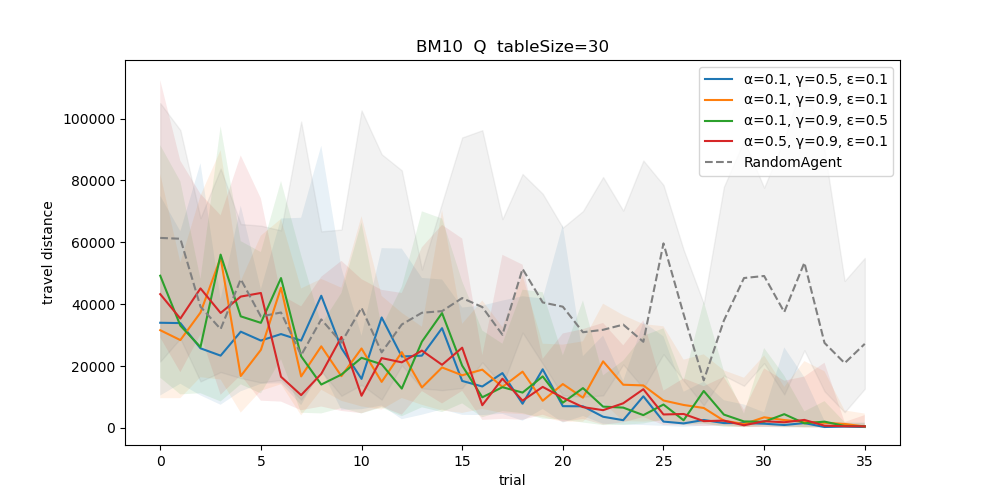 BM10  Q  tableSize=30
α=0.1, γ=0.5, ε=0.1
α=0.1, γ=0.9, ε=0.1
α=0.1, γ=0.9, ε=0.5
α=0.5, γ=0.9, ε=0.1
RandomAgent
travel distance
100000
80000
60000
40000
20000
0
0 5 10 15 20 25 30 35
trial